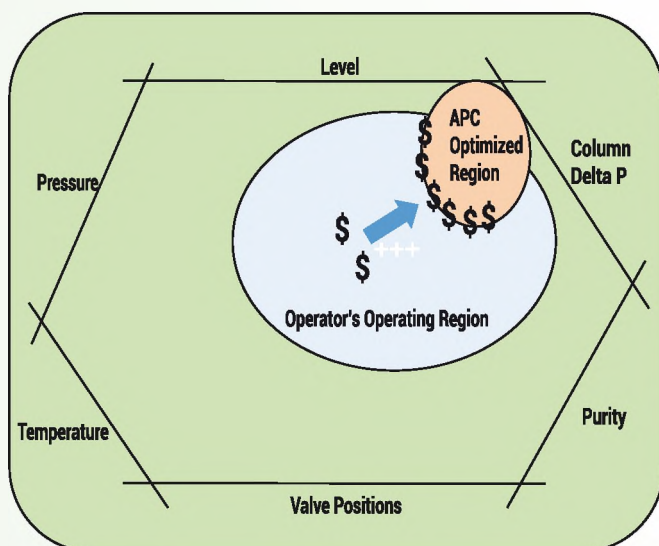 Level
APC
Optimized
Region
Column
Delta P
Pressure
$
$
$
$
$
$
$
+++
$
Operator's Operating Region
Temperature
Purity
Valve Positions